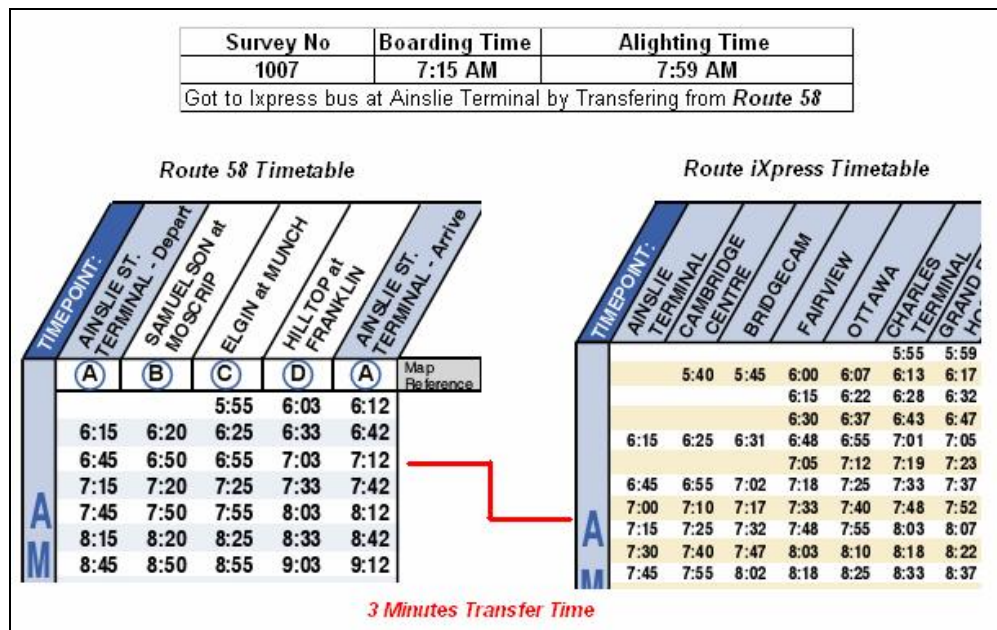 Survey No Boarding Time Alighting Time
1007 7:15 AM 7:59 AM
Got to Ixpress bus at Ainslie Terminal by Transfering from Route 58
Route 58 Timetable
TIMEPOINT:
AINSLIE ST. TERMINAL - Depart
SAMUELSON at MOSCRIP
ELGIN at MUNCH
HILLTOP at FRANKLIN
AINSLIE ST. TERMINAL - Arrive
A B C D A Map Reference
5:55 6:03 6:12
6:15 6:20 6:25 6:33 6:42
6:45 6:50 6:55 7:03 7:12
7:15 7:20 7:25 7:33 7:42
7:45 7:50 7:55 8:03 8:12
8:15 8:20 8:25 8:33 8:42
8:45 8:50 8:55 9:03 9:12
AM
Route iXpress Timetable
TIMEPOINT:
AINSLIE TERMINAL
CAMBRIDGE CENTRE
BRIDGECAM
FAIRVIEW
OTTAWA
CHARLES TERMINAL
GRAND
5:55 5:59
5:40 5:45 6:00 6:07 6:13 6:17
6:15 6:22 6:28 6:32
6:30 6:37 6:43 6:47
6:15 6:25 6:31 6:48 6:55 7:01 7:05
7:05 7:12 7:19 7:23
6:45 6:55 7:02 7:18 7:25 7:33 7:37
7:00 7:10 7:17 7:33 7:40 7:48 7:52
7:15 7:25 7:32 7:48 7:55 8:03 8:07
7:30 7:40 7:47 8:03 8:10 8:18 8:22
7:45 7:55 8:02 8:18 8:25 8:33 8:37
AM
3 Minutes Transfer Time